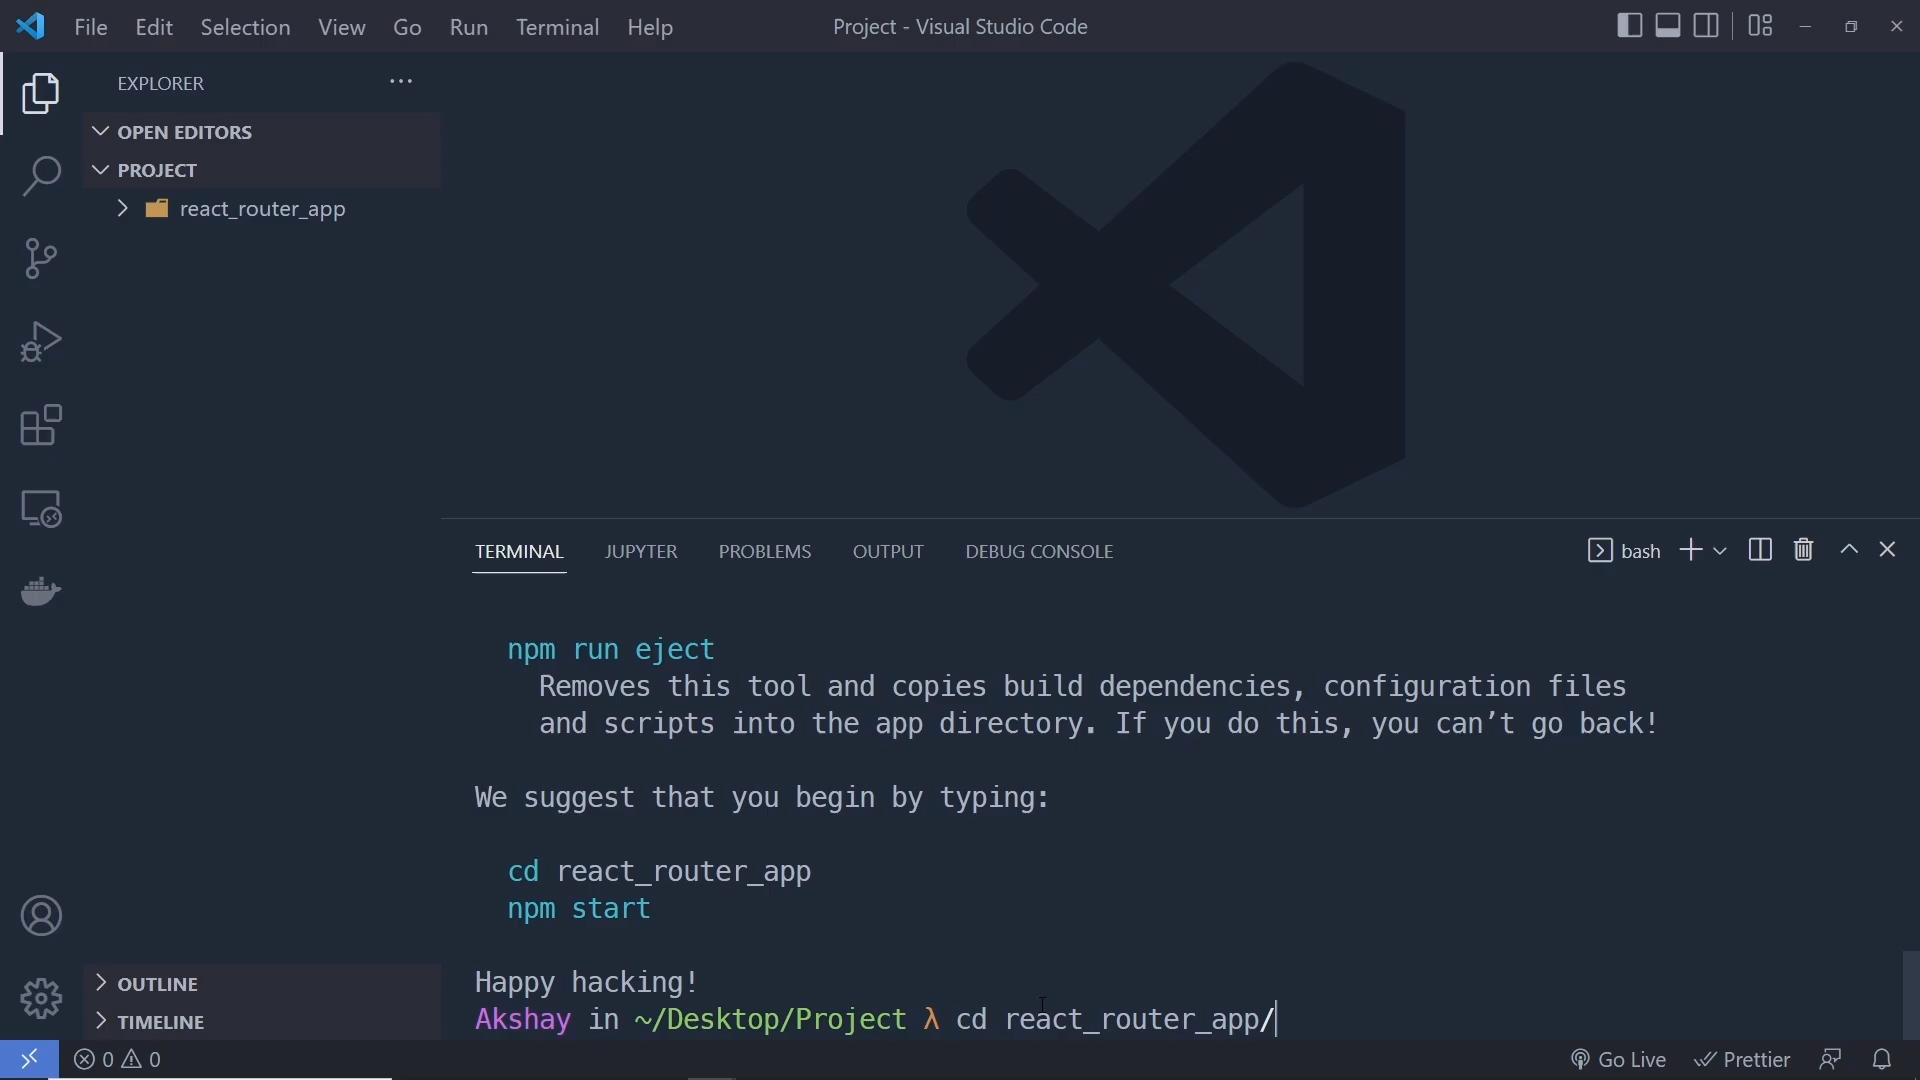 File Edit Selection View Go Run Terminal Help
Project - Visual Studio Code
EXPLORER
OPEN EDITORS
PROJECT
react_router_app
OUTLINE
TIMELINE
TERMINAL JUPYTER PROBLEMS OUTPUT DEBUG CONSOLE
bash
npm run eject
Removes this tool and copies build dependencies, configuration files
and scripts into the app directory. If you do this, you can’t go back!
We suggest that you begin by typing:
cd react_router_app
npm start
Happy hacking!
Akshay in ~/Desktop/Project λ cd react_router_app/
0 0
Go Live Prettier